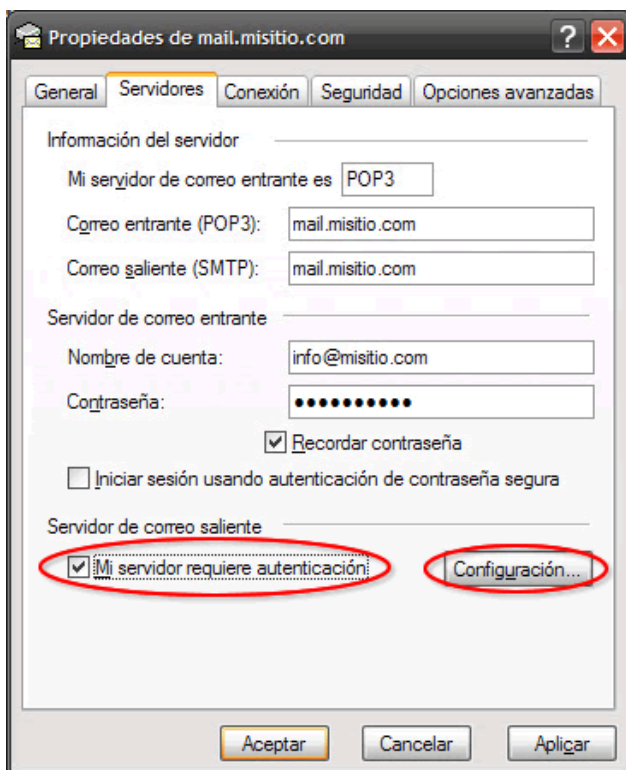 Propiedades de mail.misitio.com
General Servidores Conexión Seguridad Opciones avanzadas
Información del servidor
Mi servidor de correo entrante es POP3
Correo entrante (POP3): mail.misitio.com
Correo saliente (SMTP): mail.misitio.com
Servidor de correo entrante
Nombre de cuenta: info@misitio.com
Contraseña: ●●●●●●●●●●
Recordar contraseña
Iniciar sesión usando autenticación de contraseña segura
Servidor de correo saliente
Mi servidor requiere autenticación Configuración...
Aceptar Cancelar Aplicar